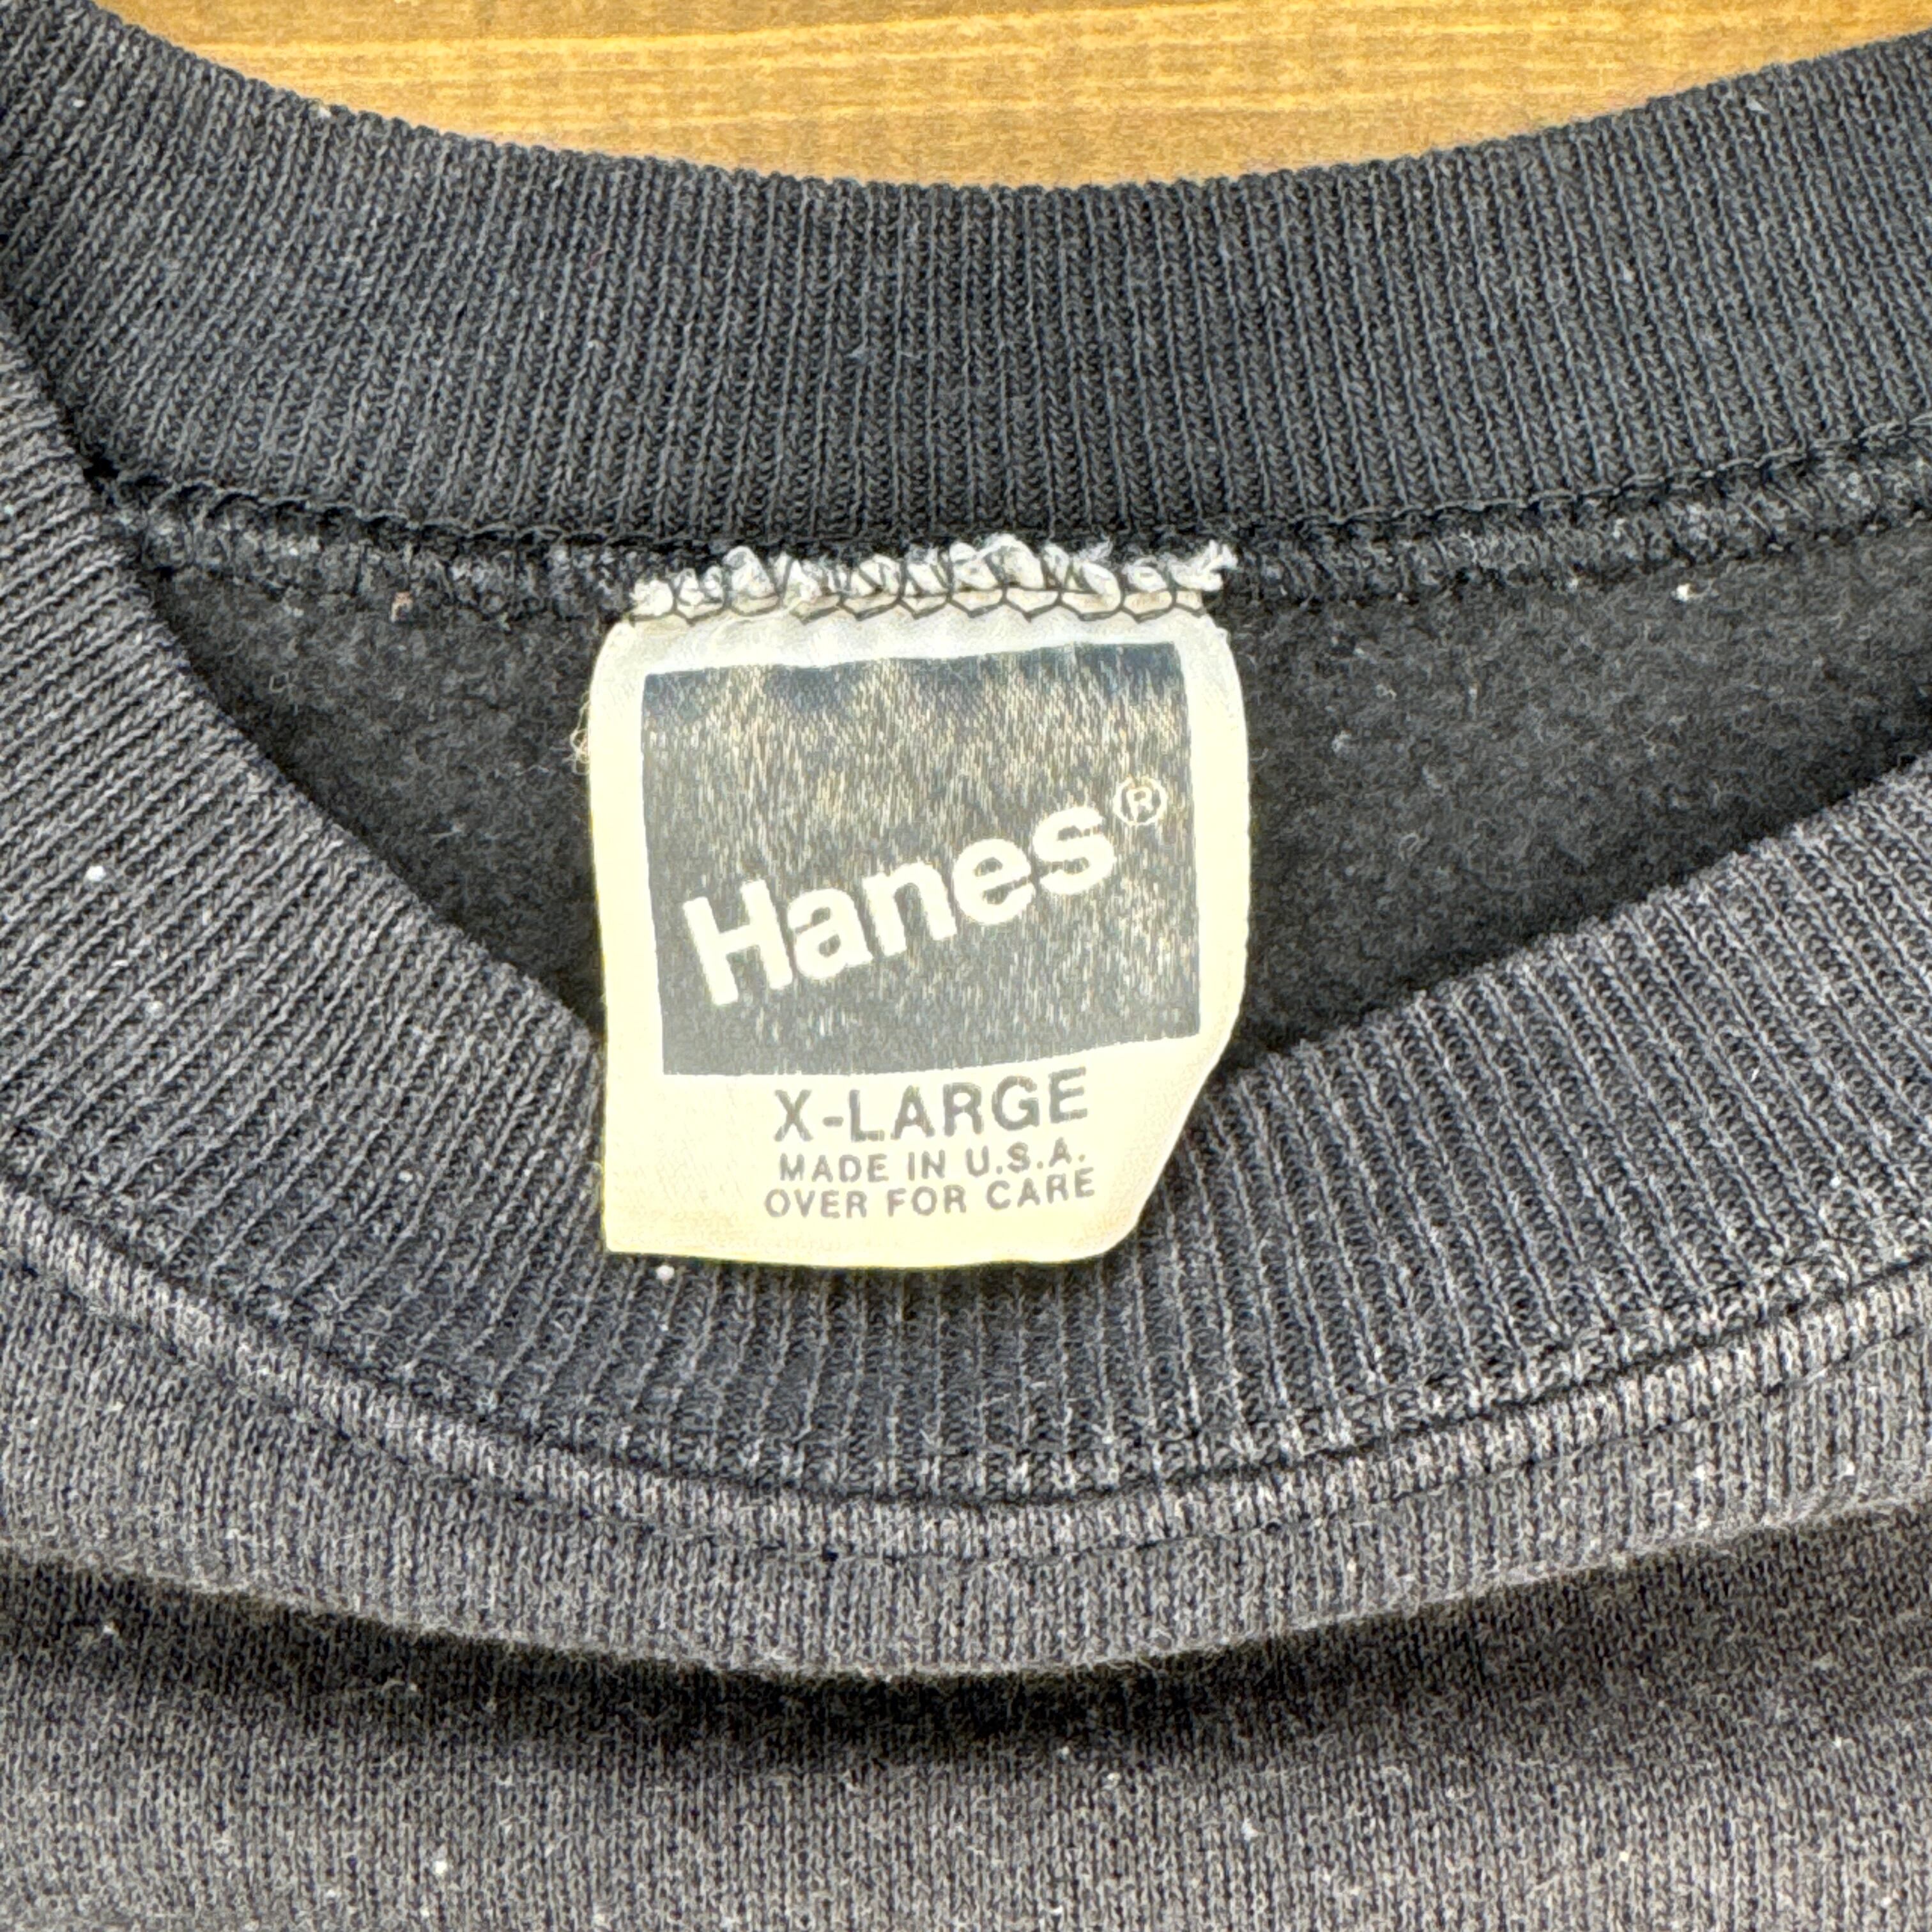 Hanes®
X-LARGE
MADE IN U.S.A.
OVER FOR CARE